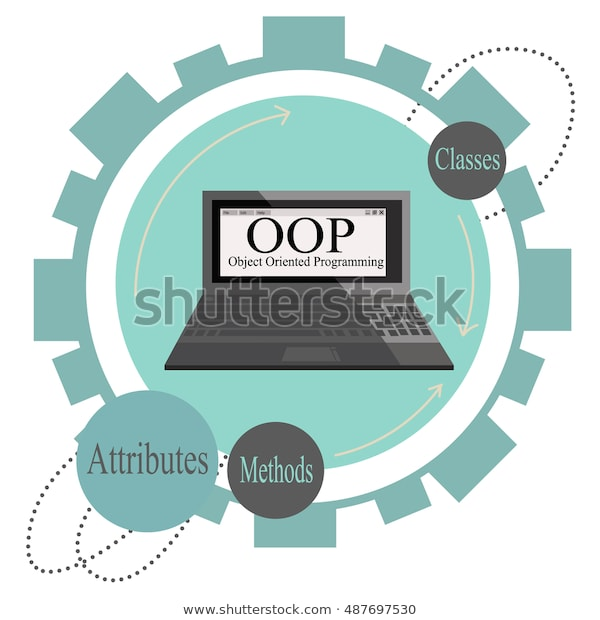 Classes
OOP
Object Oriented Programming
shutterstock
Attributes
Methods
www.shutterstock.com · 487697530